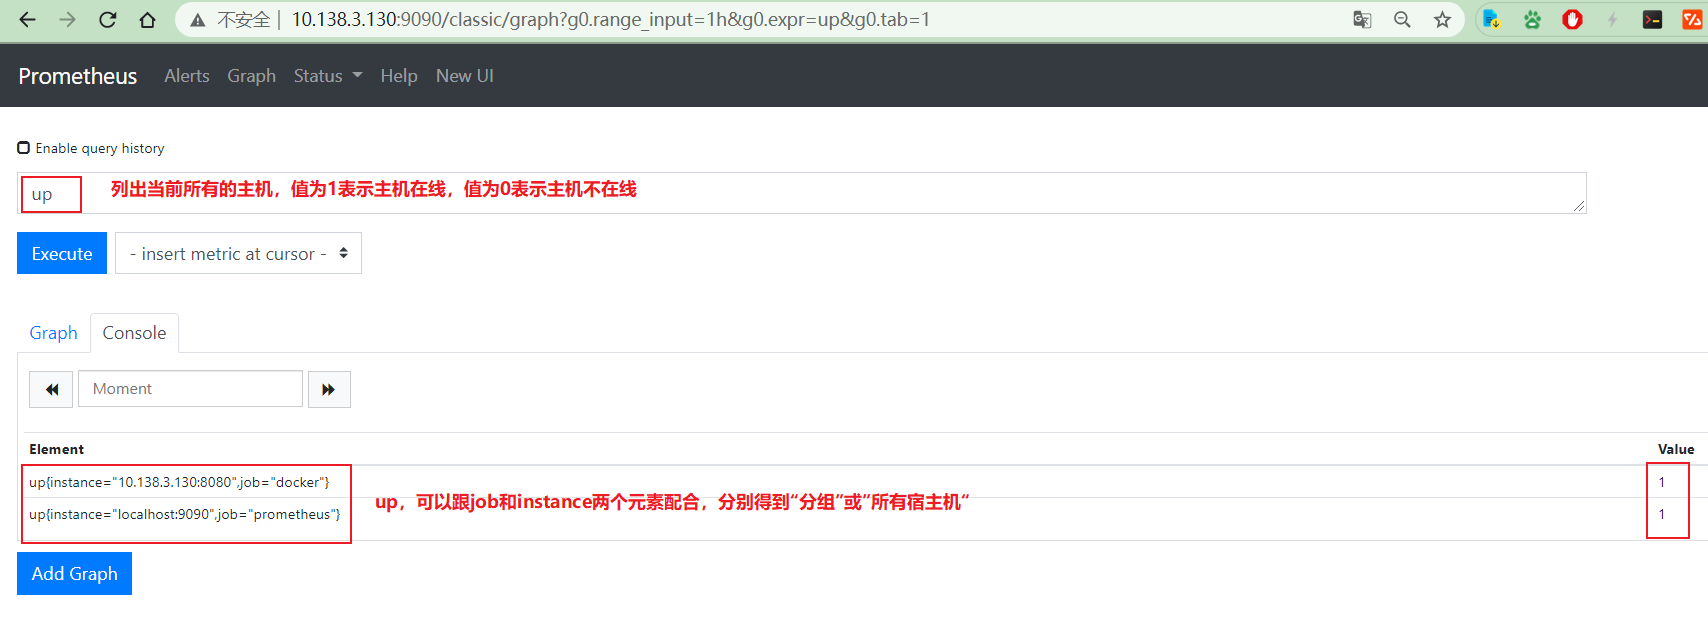 不安全 | 10.138.3.130:9090/classic/graph?g0.range_input=1h&g0.expr=up&g0.tab=1
Prometheus Alerts Graph Status Help New UI
Enable query history
up 列出当前所有的主机，值为1表示主机在线，值为0表示主机不在线
Execute - insert metric at cursor -
Graph Console
Moment
Element Value
up{instance="10.138.3.130:8080",job="docker"} 1
up，可以跟job和instance两个元素配合，分别得到“分组”或”所有宿主机“
up{instance="localhost:9090",job="prometheus"} 1
Add Graph